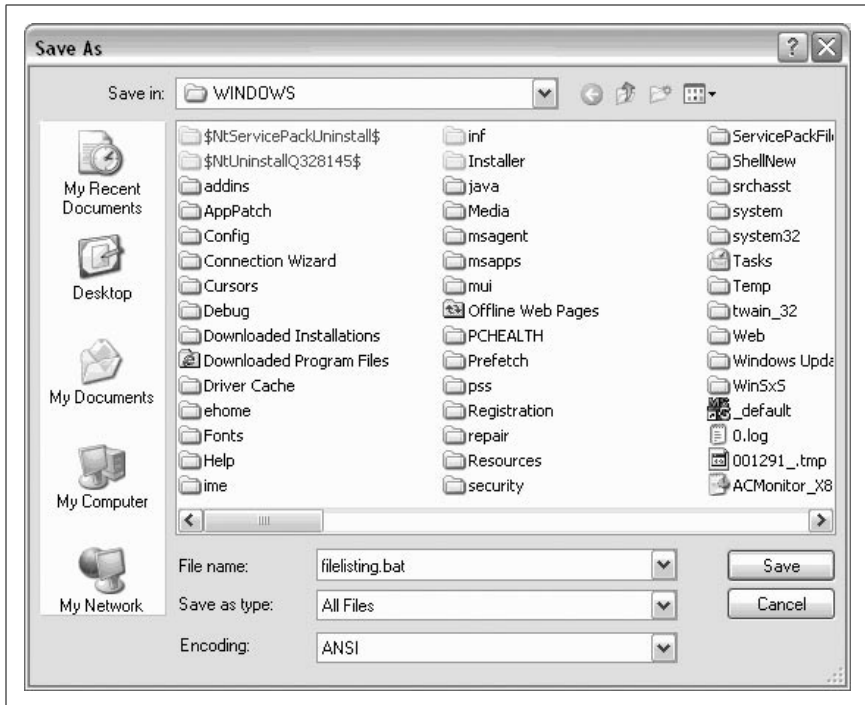 Save As
Save in:
WINDOWS
My Recent
Documents
Desktop
My Documents
My Computer
My Network
$NtServicePackUninstall$
$NtUninstallQ328145$
addins
AppPatch
Config
Connection Wizard
Cursors
Debug
Downloaded Installations
Downloaded Program Files
Driver Cache
ehome
Fonts
Help
ime
inf
Installer
java
Media
msagent
msapps
mui
Offline Web Pages
PCHEALTH
Prefetch
pss
Registration
repair
Resources
security
ServicePackFil
ShellNew
srchasst
system
system32
Tasks
Temp
twain_32
Web
Windows Upda
WinSxS
_default
0.log
001291_.tmp
ACMonitor_X8
File name:
filelisting.bat
Save
Save as type:
All Files
Cancel
Encoding:
ANSI